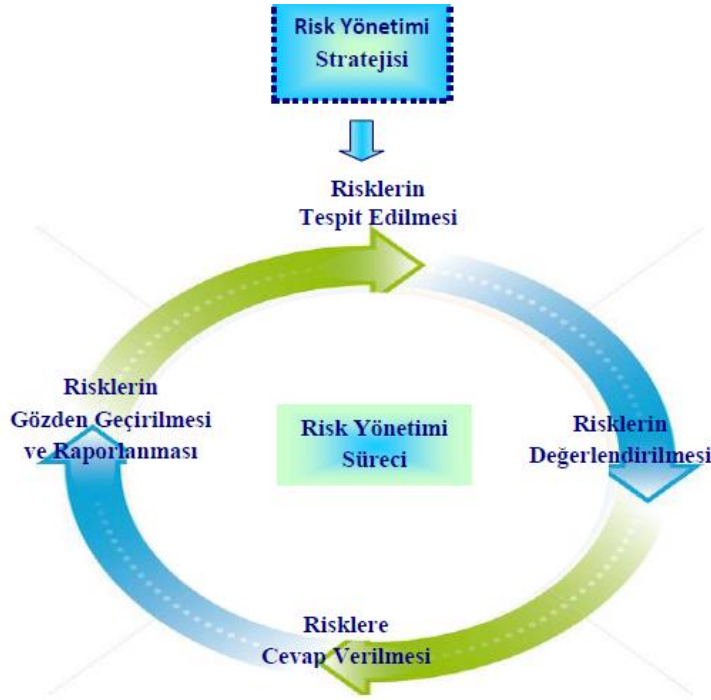 Risk Yönetimi
Stratejisi
Risklerin
Tespit Edilmesi
Risklerin
Değerlendirilmesi
Risklere
Cevap Verilmesi
Risklerin
Gözden Geçirilmesi
ve Raporlanması
Risk Yönetimi
Süreci